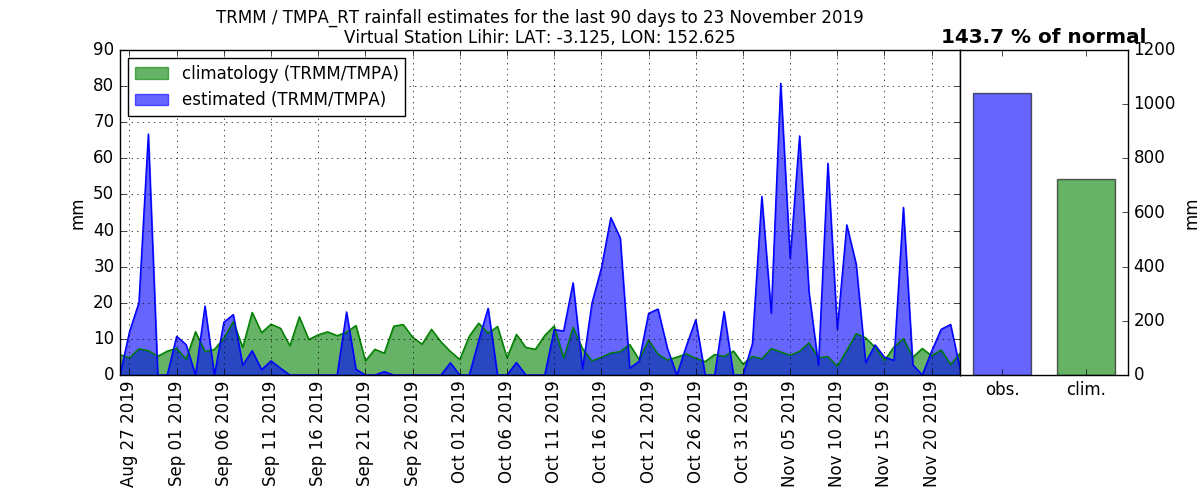 TRMM / TMPA_RT rainfall estimates for the last 90 days to 23 November 2019
Virtual Station Lihir: LAT: -3.125, LON: 152.625
143.7 % of normal
climatology (TRMM/TMPA)
estimated (TRMM/TMPA)
mm
90
80
70
60
50
40
30
20
10
0
Aug 27 2019
Sep 01 2019
Sep 06 2019
Sep 11 2019
Sep 16 2019
Sep 21 2019
Sep 26 2019
Oct 01 2019
Oct 06 2019
Oct 11 2019
Oct 16 2019
Oct 21 2019
Oct 26 2019
Oct 31 2019
Nov 05 2019
Nov 10 2019
Nov 15 2019
Nov 20 2019
obs.
clim.
1200
1000
800
600
400
200
0
mm